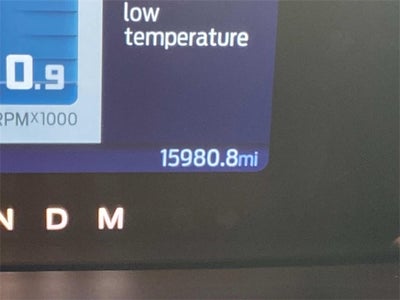 low
temperature
0.9
RPMx1000
15980.8mi
N D M